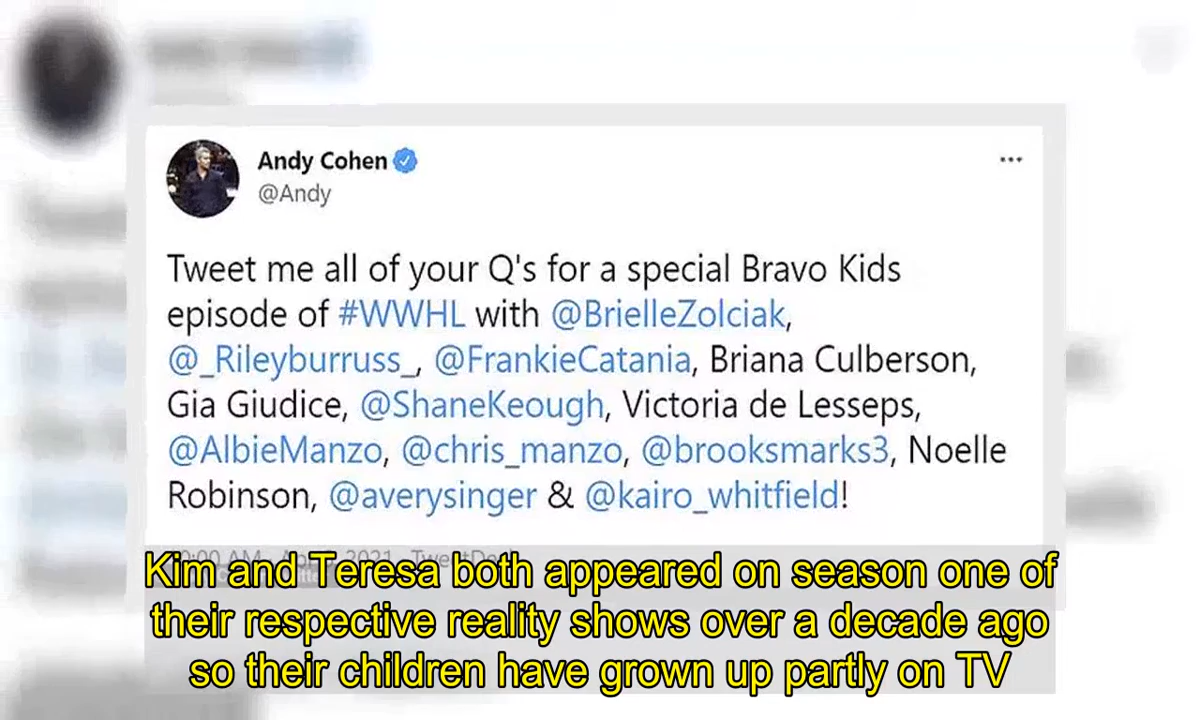 Andy Cohen
@Andy
Tweet me all of your Q's for a special Bravo Kids
episode of #WWHL with @BrielleZolciak,
@_Rileyburruss_, @FrankieCatania, Briana Culberson,
Gia Giudice, @ShaneKeough, Victoria de Lesseps,
@AlbieManzo, @chris_manzo, @brooksmarks3, Noelle
Robinson, @averysinger & @kairo_whitfield!
Kim and Teresa both appeared on season one of
their respective reality shows over a decade ago
so their children have grown up partly on TV